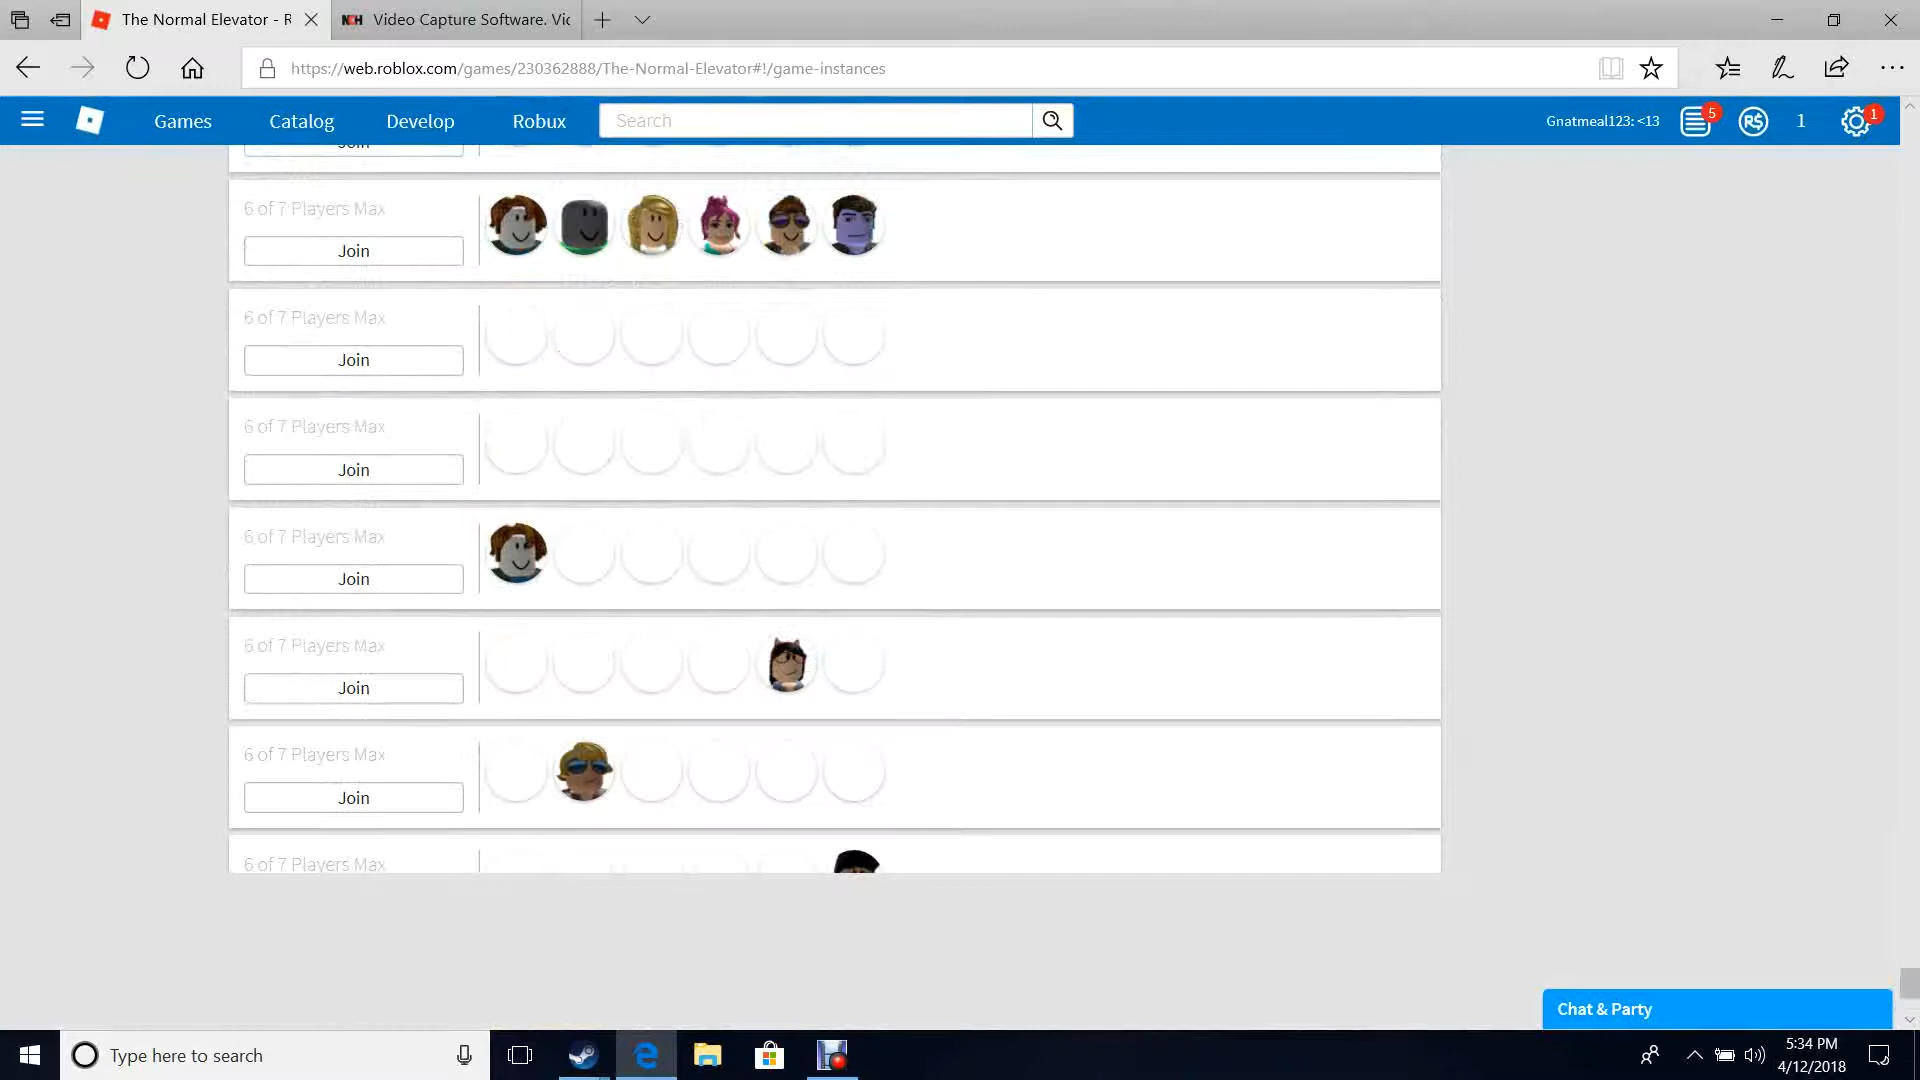 The Normal Elevator - R
NCH Video Capture Software. Vic
https://web.roblox.com/games/230362888/The-Normal-Elevator#!/game-instances
Games Catalog Develop Robux Search Gnatmeal123: <13 5 R$ 1 1
Join
6 of 7 Players Max
Join
6 of 7 Players Max
Join
6 of 7 Players Max
Join
6 of 7 Players Max
Join
6 of 7 Players Max
Join
6 of 7 Players Max
Join
6 of 7 Players Max
Chat & Party
Type here to search
5:34 PM
4/12/2018